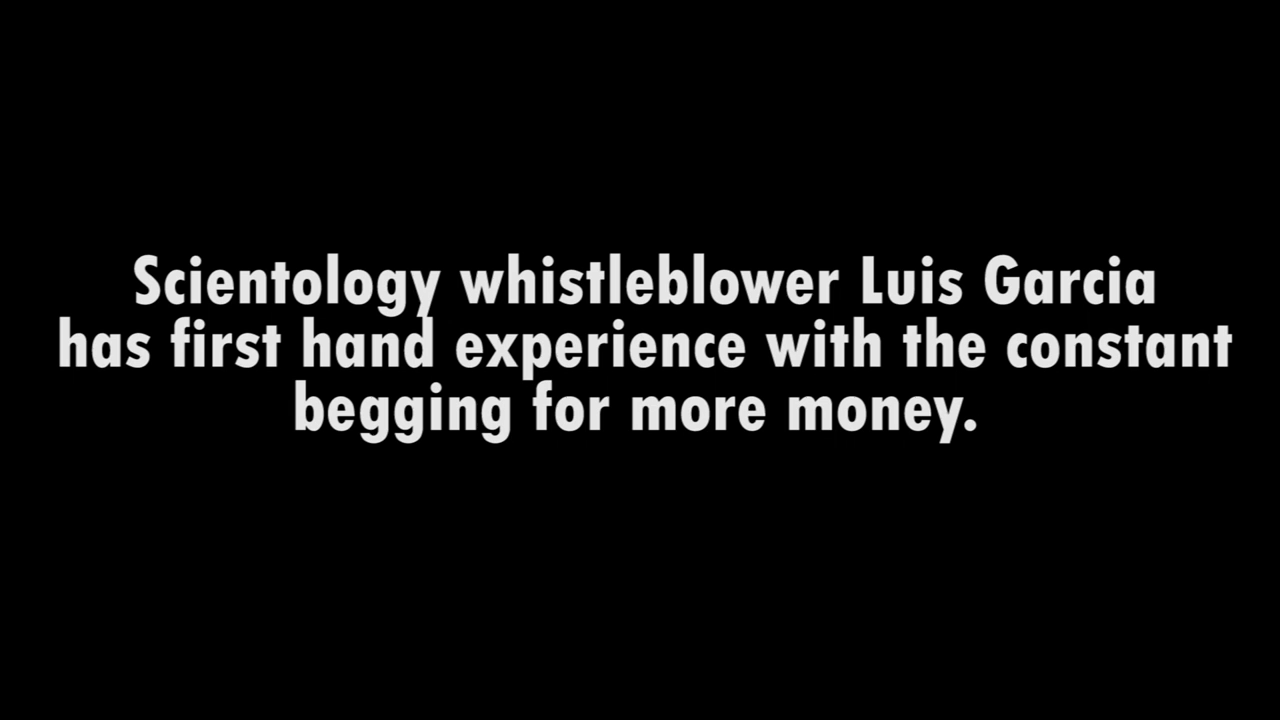 Scientology whistleblower Luis Garcia
has first hand experience with the constant
begging for more money.